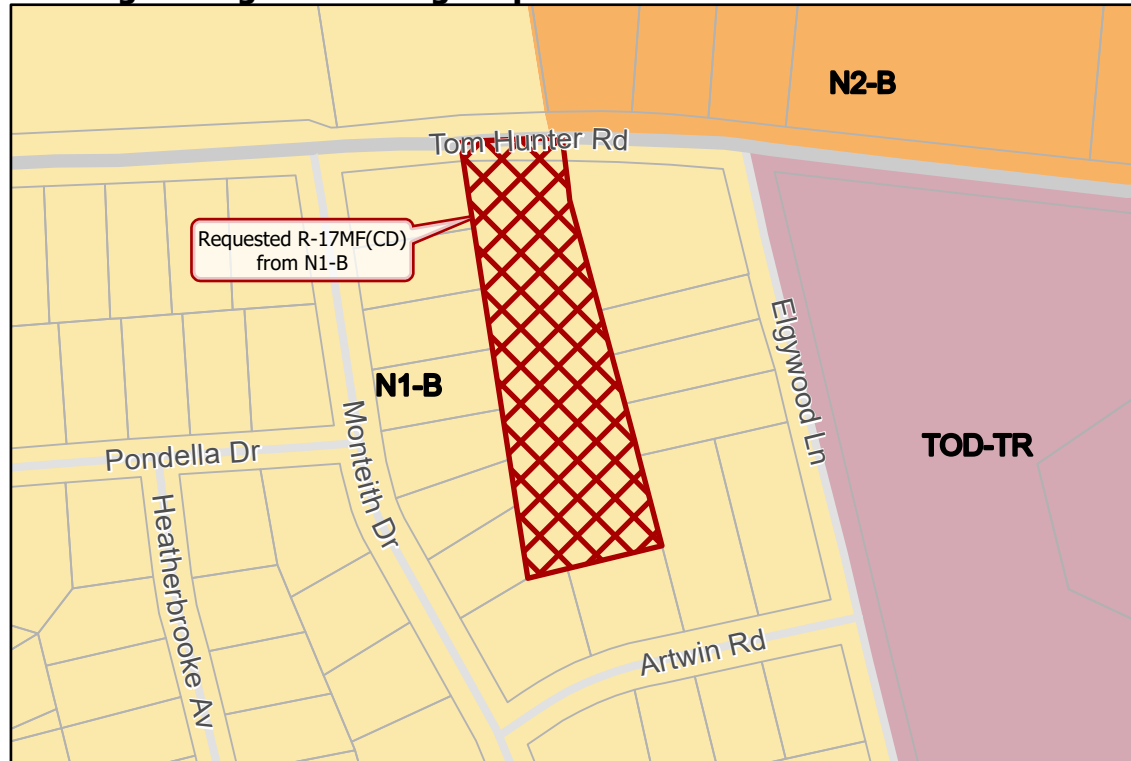 N2-B
Tom Hunter Rd
Requested R-17MF(CD)
from N1-B
Elgywood Ln
N1-B
TOD-TR
Monteith Dr
Pondella Dr
Heatherbrooke Av
Artwin Rd